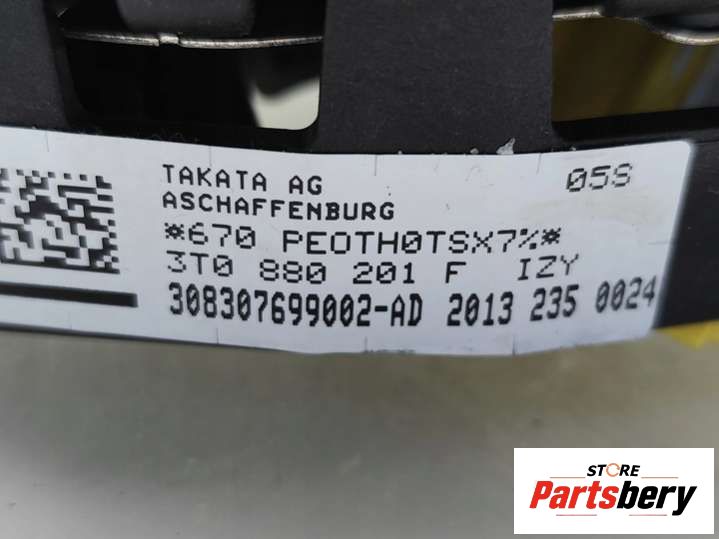 TAKATA AG 05S
ASCHAFFENBURG
*670 PEOTH0TSX7%*
3T0 880 201 F IZY
308307699002-AD 2013 235 0024
STORE
Partsbery